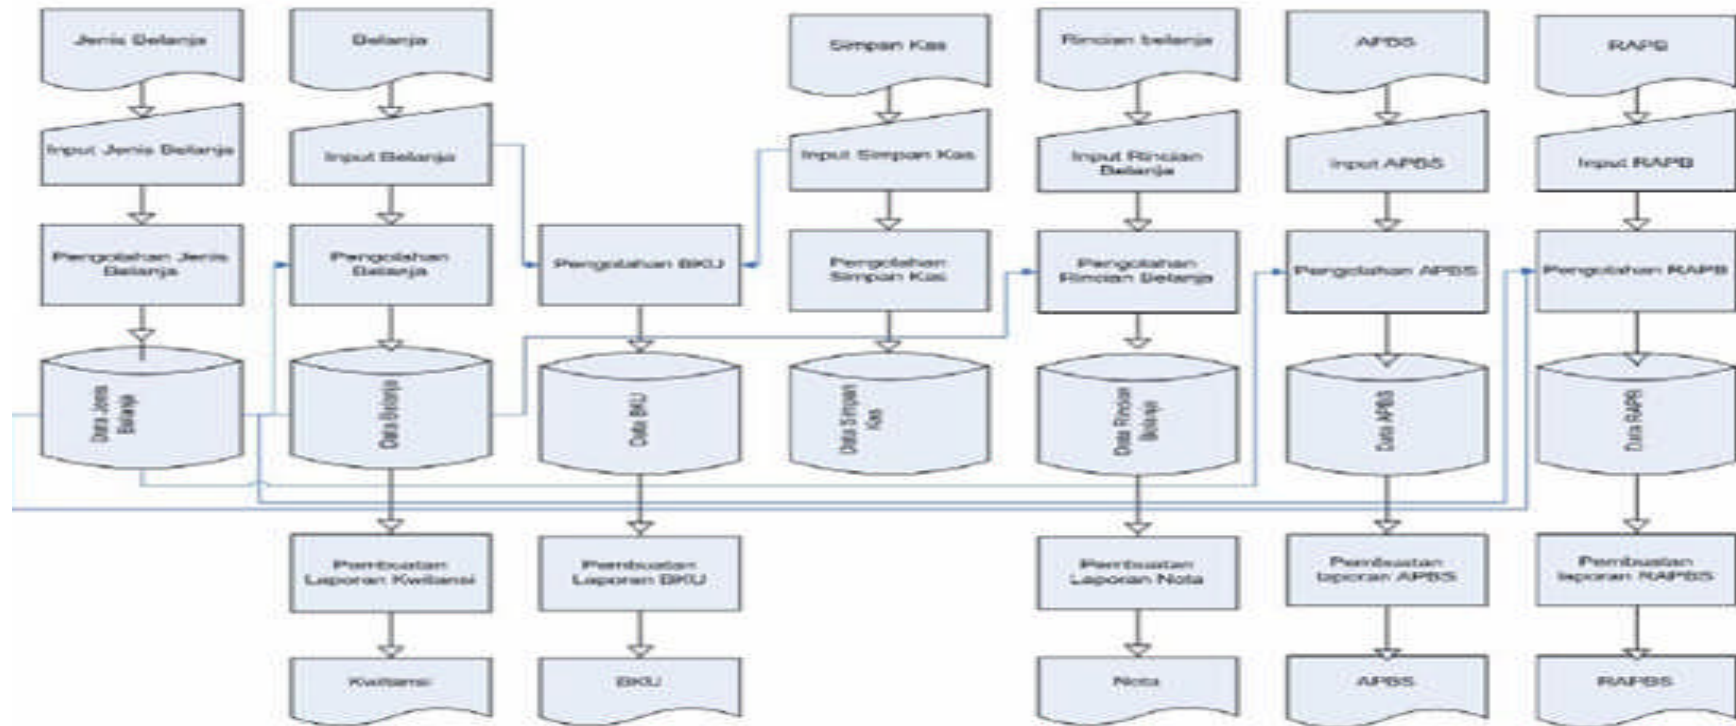 Jenis Belanja
Belanja
Simpan Kas
Rincian belanja
APBS
RAPB
Input Jenis Belanja
Input Belanja
Input Simpan Kas
Input Rincian
Belanja
Input APBS
Input RAPB
Pengolahan Jenis
Belanja
Pengolahan
Belanja
Pengolahan BKU
Pengolahan
Simpan Kas
Pengolahan
Rincian Belanja
Pengolahan APBS
Pengolahan RAPB
Data Jenis
Belanja
Data Belanja
Data BKU
Data Simpan
Kas
Data Rincian
Belanja
Data APBS
Data RAPB
Pembuatan
Laporan Kwitansi
Pembuatan
Laporan BKU
Pembuatan
Laporan Nota
Pembuatan
laporan APBS
Pembuatan
laporan RAPBS
Kwitansi
BKU
Nota
APBS
RAPBS